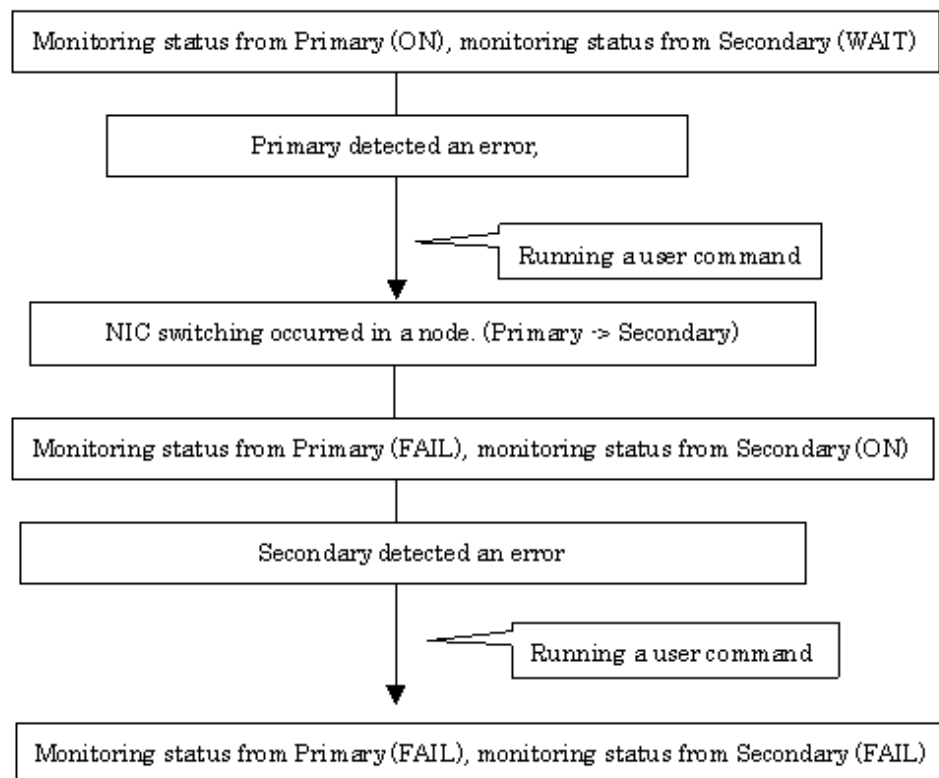 Monitoring status from Primary (ON), monitoring status from Secondary (WAIT)
Primary detected an error,
Running a user command
NIC switching occurred in a node. (Primary -> Secondary)
Monitoring status from Primary (FAIL), monitoring status from Secondary (ON)
Secondary detected an error
Running a user command
Monitoring status from Primary (FAIL), monitoring status from Secondary (FAIL)